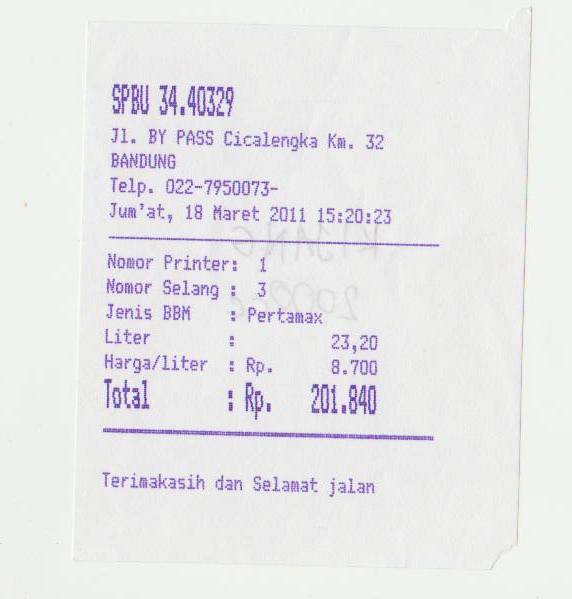 SPBU 34.40329
Jl. BY PASS Cicalengka Km. 32
BANDUNG
Telp. 022-7950073-
Jum'at, 18 Maret 2011 15:20:23
Nomor Printer: 1
Nomor Selang : 3
Jenis BBM : Pertamax
Liter : 23,20
Harga/liter : Rp. 8.700
Total : Rp. 201.840
Terimakasih dan Selamat jalan